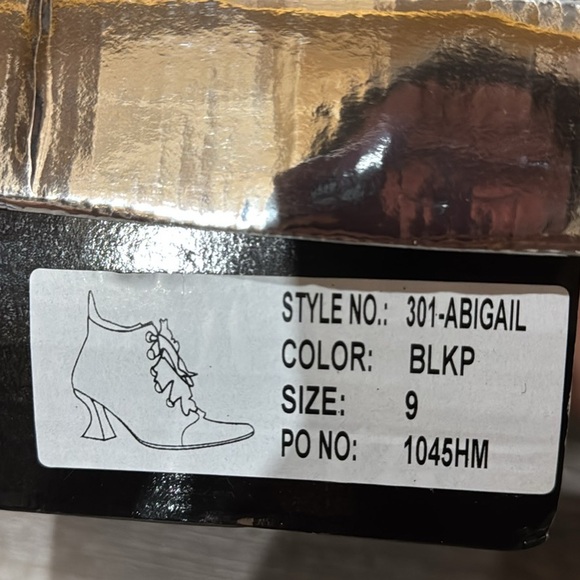 STYLE NO.: 301-ABIGAIL
COLOR: BLKP
SIZE: 9
PO NO: 1045HM